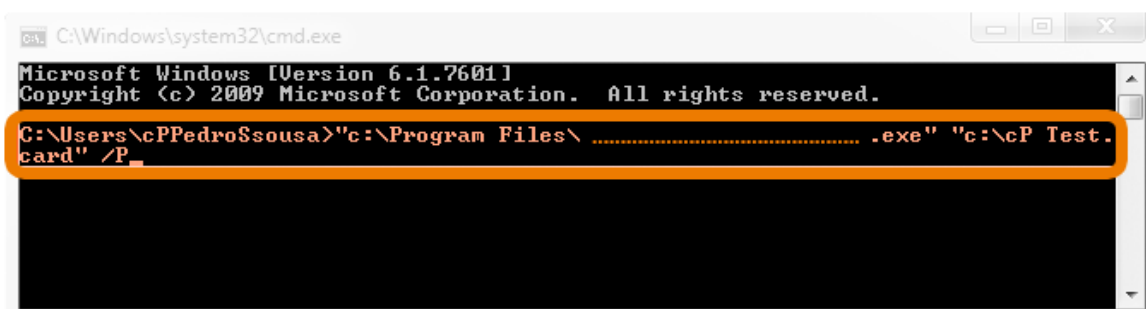 C:\Windows\system32\cmd.exe
Microsoft Windows [Version 6.1.7601]
Copyright (c) 2009 Microsoft Corporation.  All rights reserved.
C:\Users\cPPedroSsousa>"c:\Program Files\ ................................................ .exe" "c:\cP Test.
card" /P_